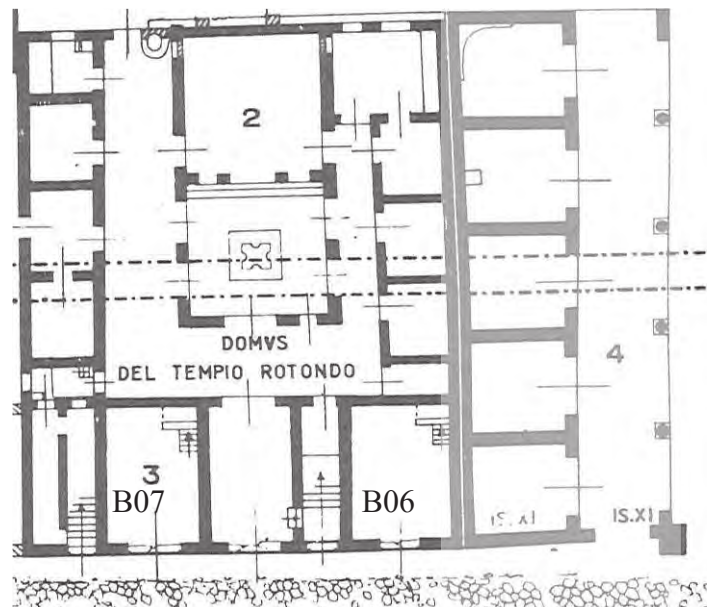 2
DOMVS
DEL TEMPIO ROTONDO
4
3
B07
B06
IS.XI
IS.XI